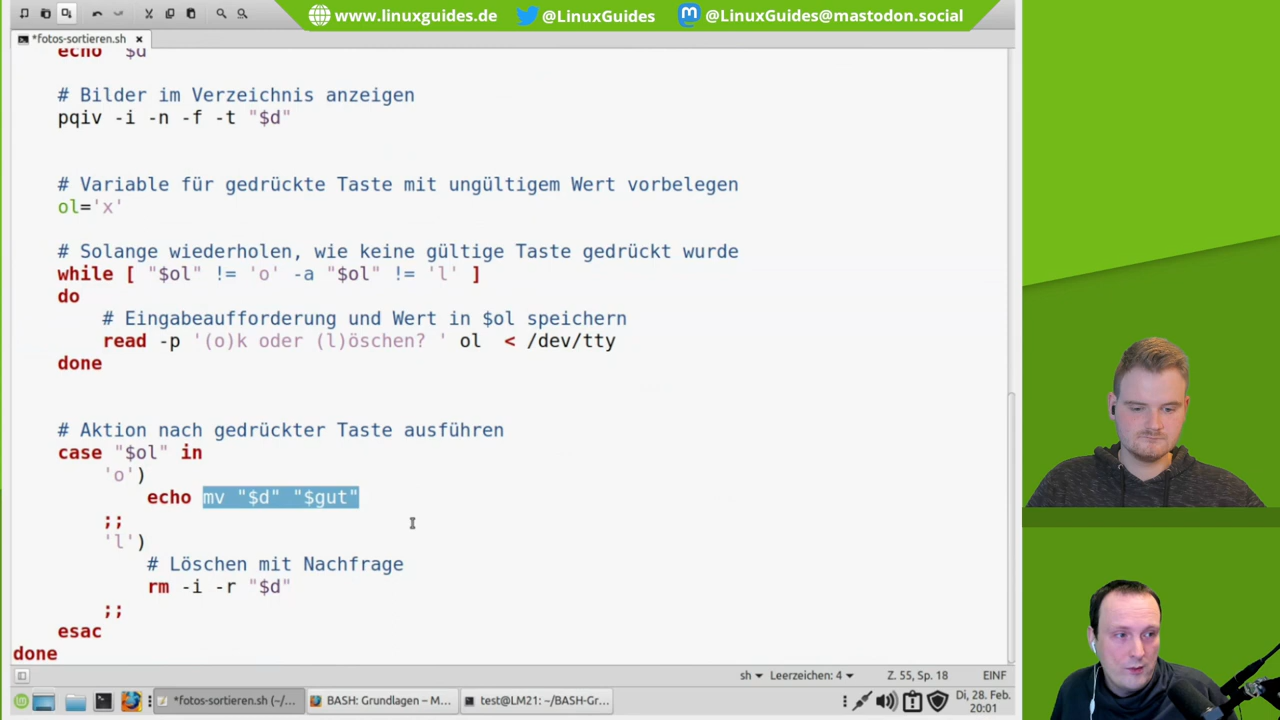 www.linuxguides.de @LinuxGuides @LinuxGuides@mastodon.social
*fotos-sortieren.sh ×
echo "$d"
# Bilder im Verzeichnis anzeigen
pqiv -i -n -f -t "$d"
# Variable für gedrückte Taste mit ungültigem Wert vorbelegen
ol='x'
# Solange wiederholen, wie keine gültige Taste gedrückt wurde
while [ "$ol" != 'o' -a "$ol" != 'l' ]
do
# Eingabeaufforderung und Wert in $ol speichern
read -p '(o)k oder (l)öschen? ' ol  < /dev/tty
done
# Aktion nach gedrückter Taste ausführen
case "$ol" in
'o')
echo mv "$d" "$gut"
;;
'l')
# Löschen mit Nachfrage
rm -i -r "$d"
;;
esac
done
sh Leerzeichen: 4 Z. 55, Sp. 18 EINF
*fotos-sortieren.sh (~/... BASH: Grundlagen – M... test@LM21: ~/BASH-Gr... Di, 28. Feb.
20:01